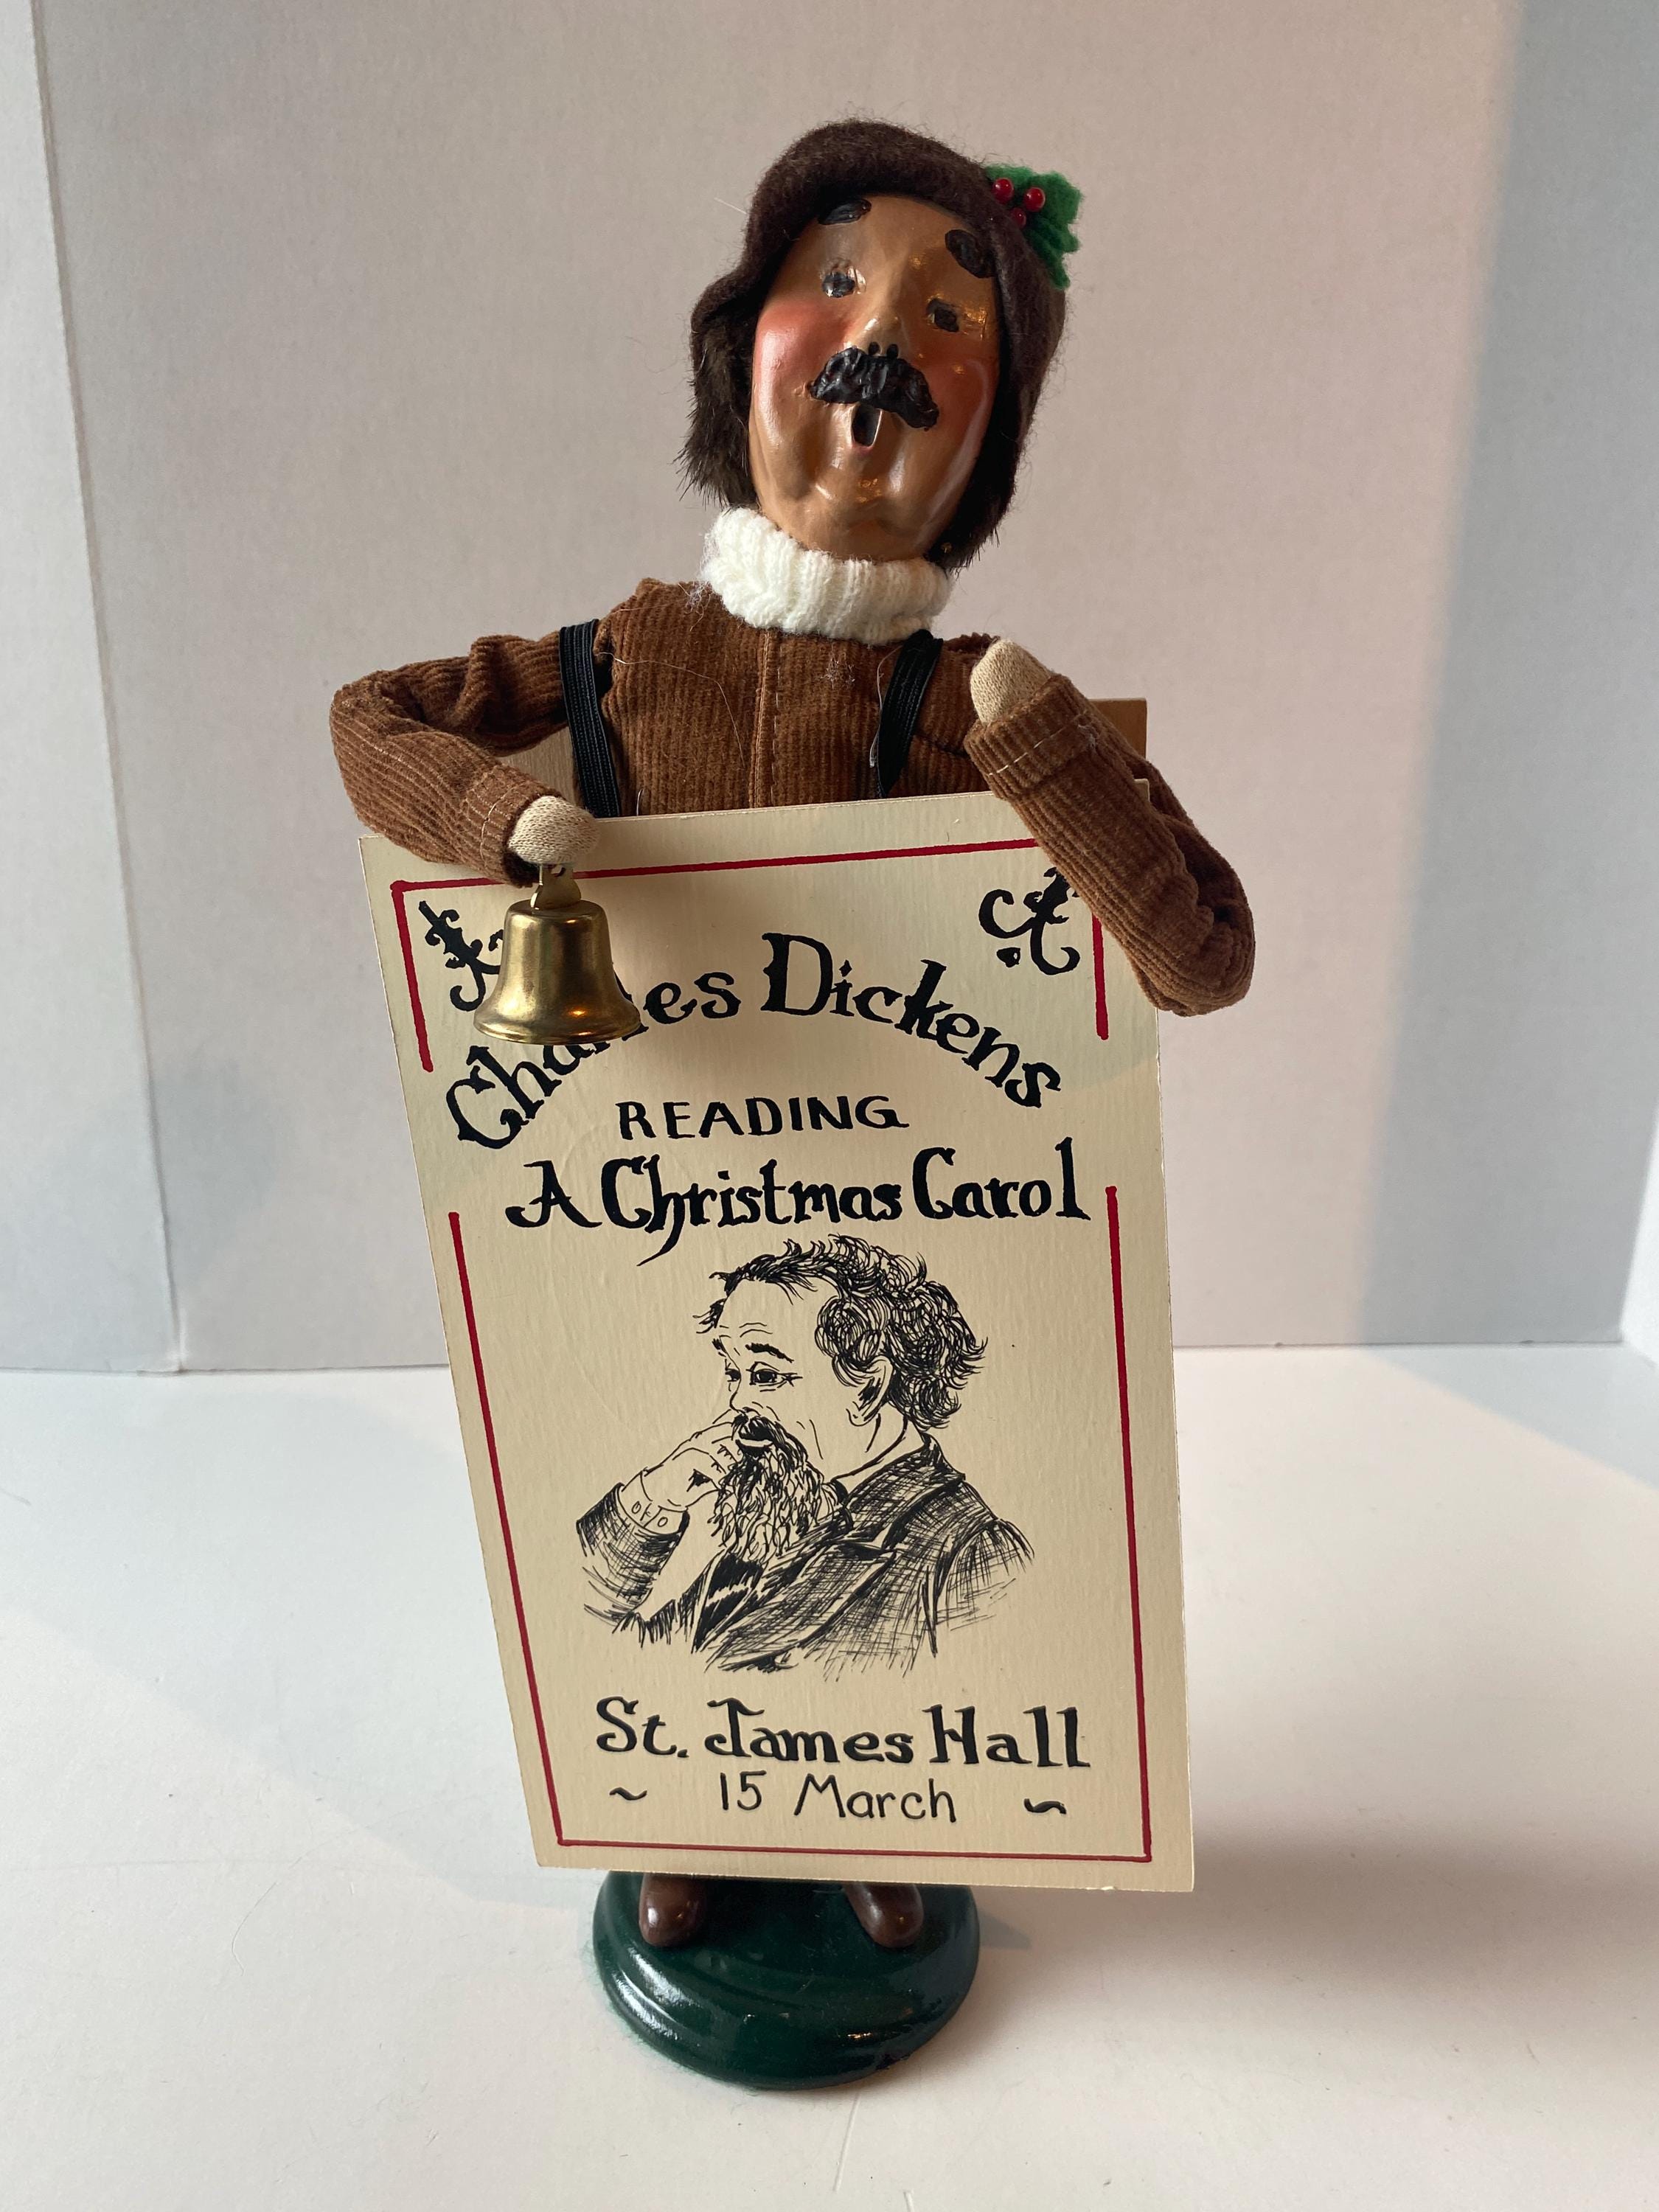 Charles Dickens
READING
A Christmas Carol
St. James Hall
~ 15 March ~